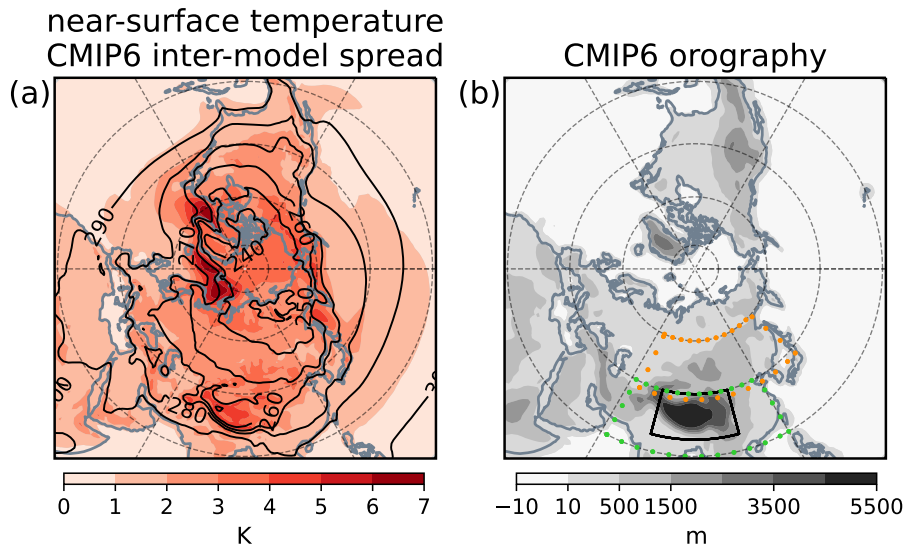 near-surface temperature
CMIP6 inter-model spread
CMIP6 orography
(a)
(b)
290
270
240
280
260
0 1 2 3 4 5 6 7
K
−10 10 500 1500 3500 5500
m